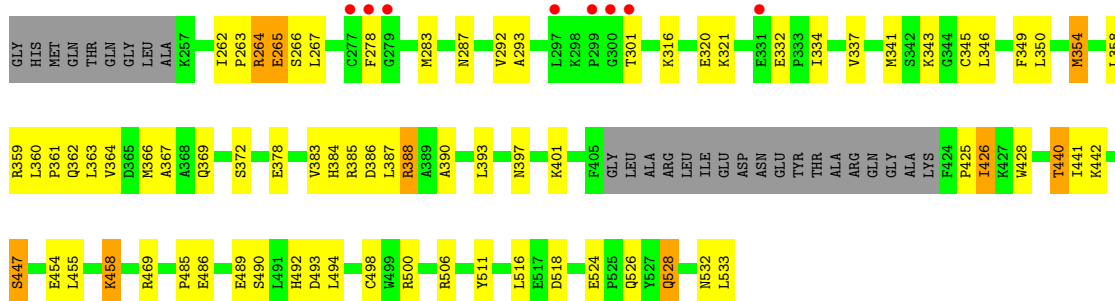 GLY HIS MET GLN THR GLN GLY LEU ALA K257 I262 P263 R264 E265 S266 L267 C277 F278 G279 M283 N287 V292 A293 L297 K298 P299 G300 T301 K316 E320 K321 E331 E332 P333 I334 V337 M341 S342 K343 G344 C345 L346 F349 L350 M354 L358
R359 L360 P361 Q362 L363 V364 D365 M366 A367 A368 Q369 S372 E378 V383 H384 R385 D386 L387 R388 A389 A390 L393 N397 K401 F405 GLY LEU ALA ARG LEU ILE GLU ASP ASN GLU TYR THR ALA ARG GLN GLY ALA LYS F424 P425 I426 K427 W428 T440 I441 K442
S447 E454 L455 K458 R469 P485 E486 E489 S490 L491 H492 D493 L494 C498 W499 R500 R506 Y511 L516 E517 D518 E524 P525 Q526 Y527 Q528 N532 L533